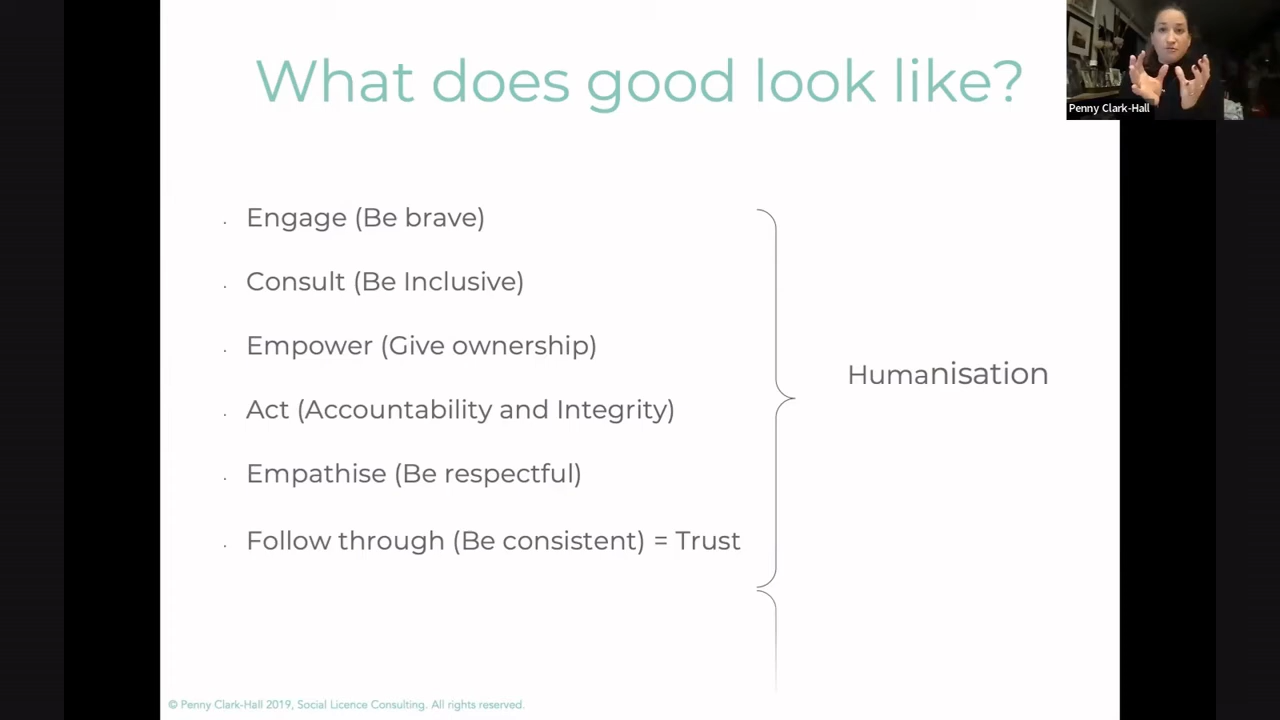 What does good look like?
Penny Clark-Hall
Engage (Be brave)
Consult (Be Inclusive)
Empower (Give ownership)
Act (Accountability and Integrity)
Empathise (Be respectful)
Follow through (Be consistent) = Trust
Humanisation
© Penny Clark-Hall 2019, Social Licence Consulting. All rights reserved.